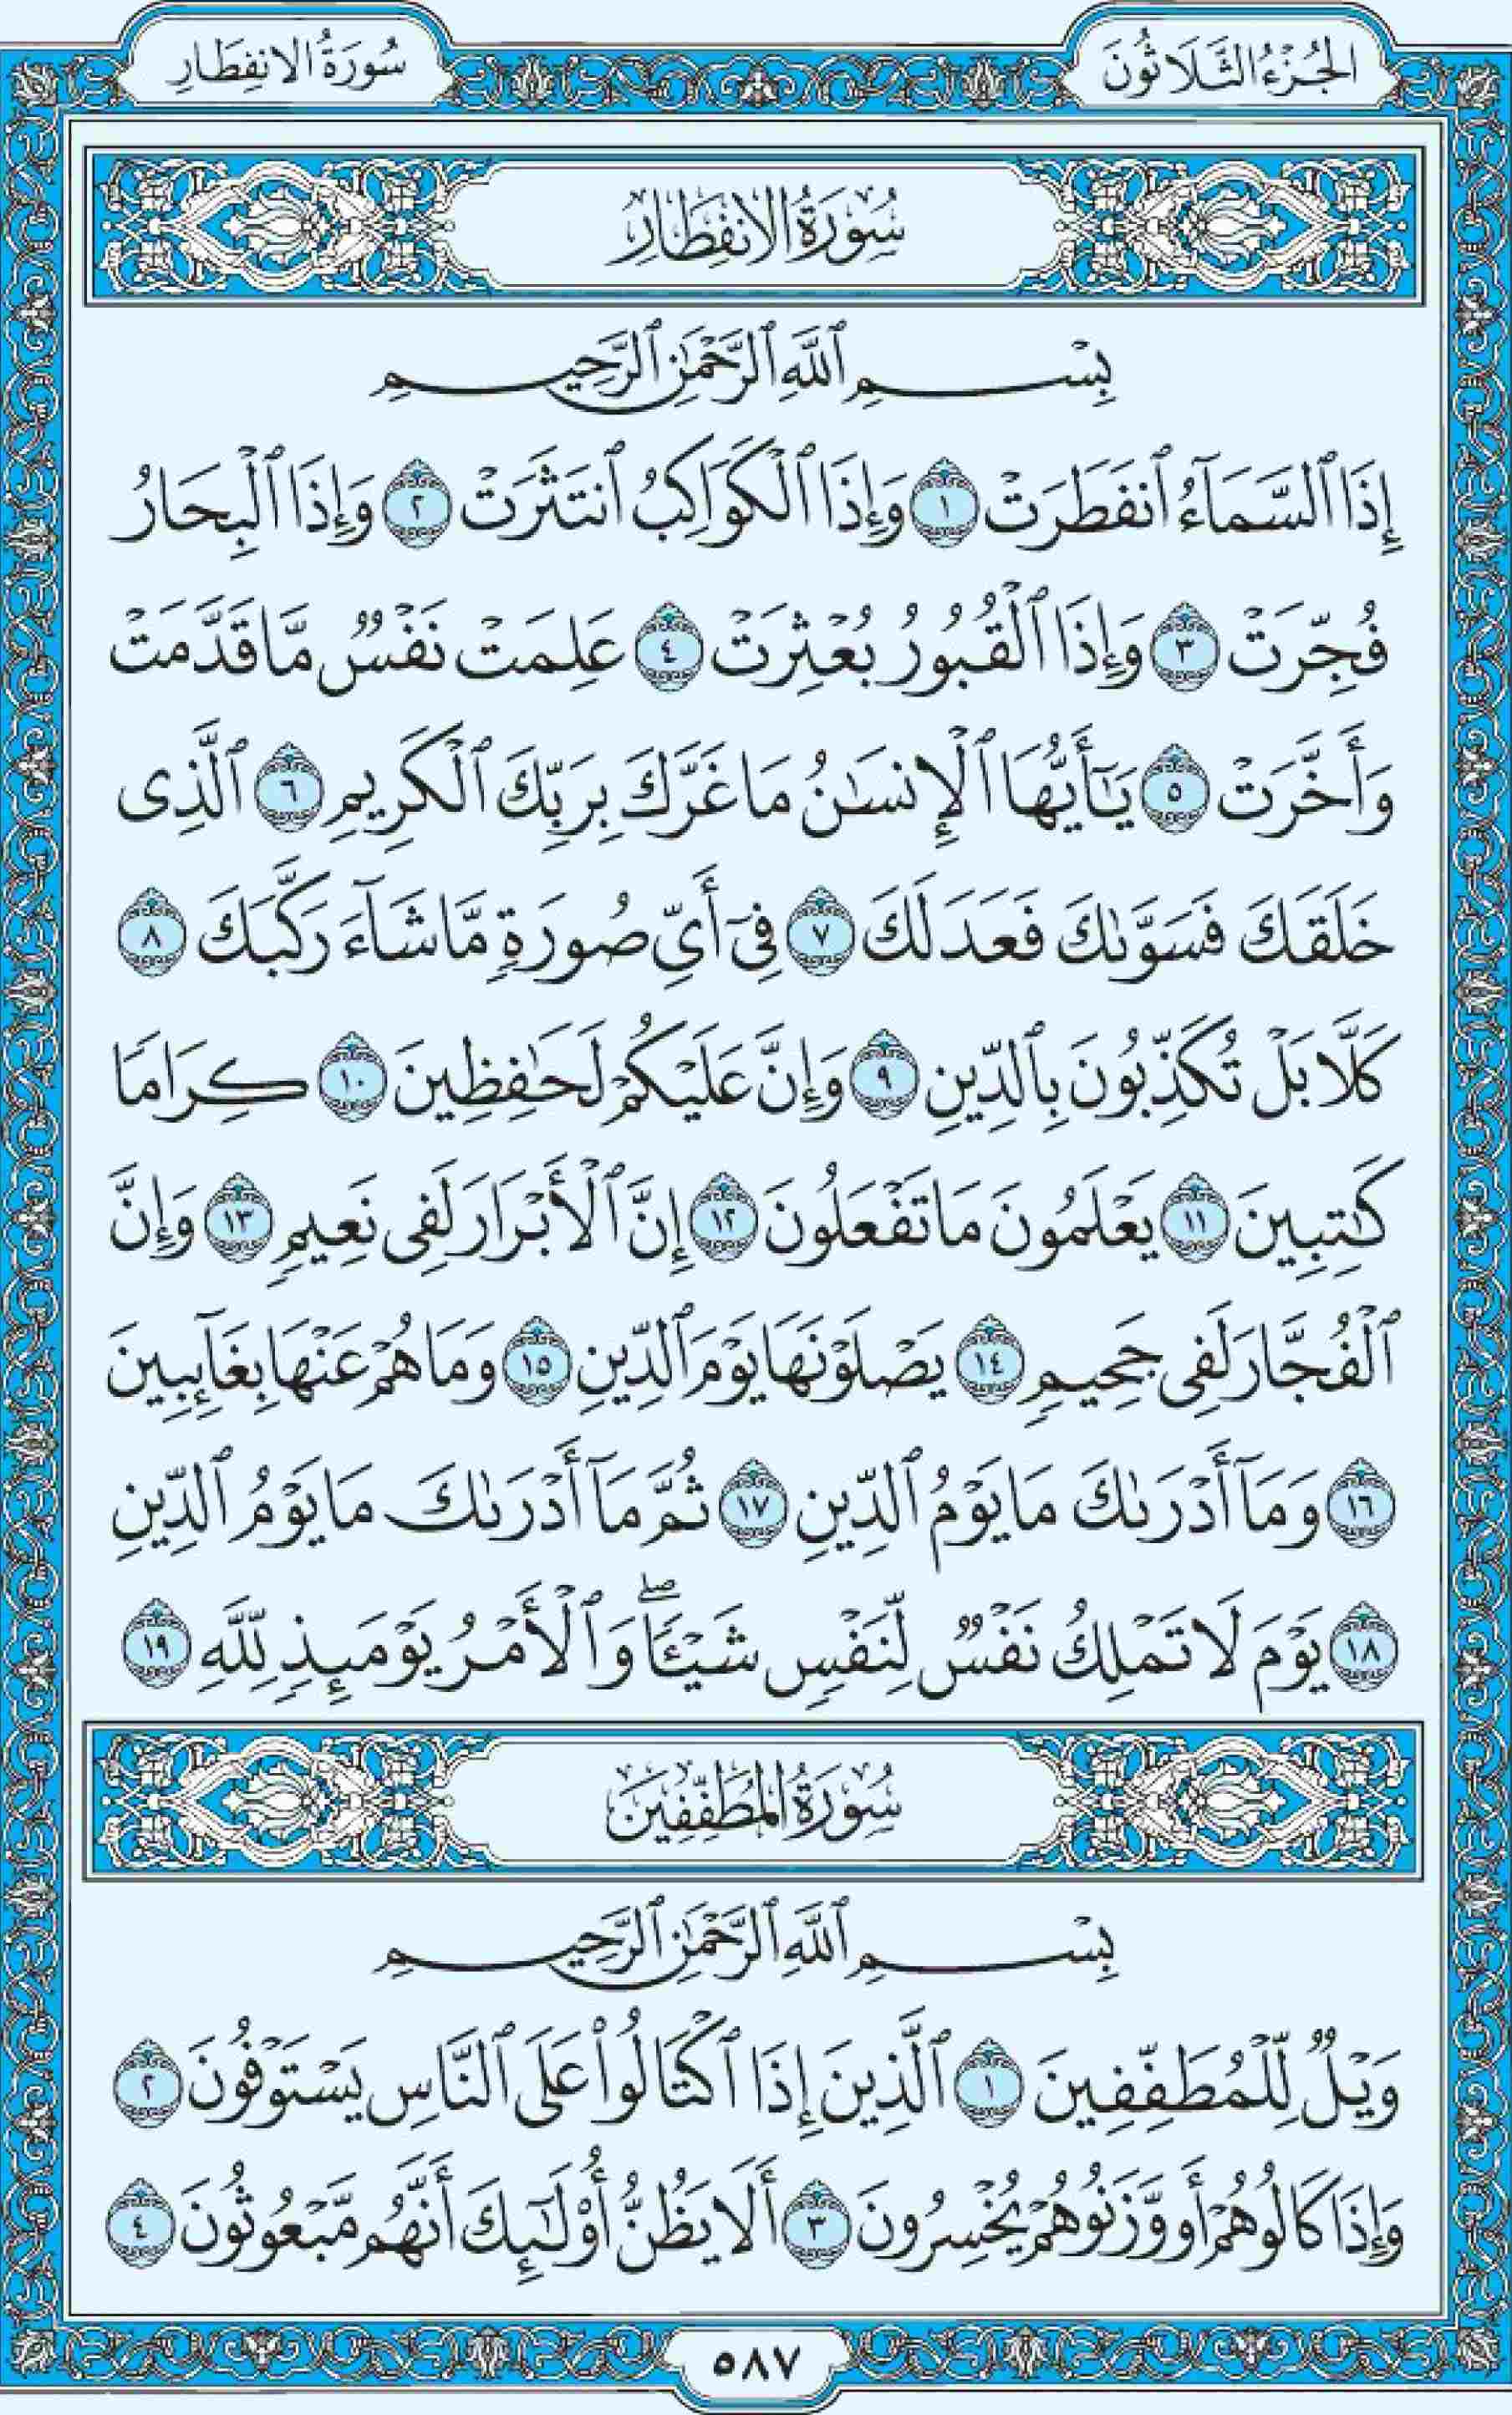 الجُزْءُ الثَّلَاثُونَ
سُورَةُ الانفِطَارِ
سُورَةُ الانفِطَارِ
بِسْمِ ٱللَّهِ ٱلرَّحْمَٰنِ ٱلرَّحِيمِ
إِذَا ٱلسَّمَآءُ ٱنفَطَرَتْ ١ وَإِذَا ٱلْكَوَاكِبُ ٱنتَثَرَتْ ٢ وَإِذَا ٱلْبِحَارُ
فُجِّرَتْ ٣ وَإِذَا ٱلْقُبُورُ بُعْثِرَتْ ٤ عَلِمَتْ نَفْسٌ مَّا قَدَّمَتْ
وَأَخَّرَتْ ٥ يَٰٓأَيُّهَا ٱلْإِنسَٰنُ مَا غَرَّكَ بِرَبِّكَ ٱلْكَرِيمِ ٦ ٱلَّذِى
خَلَقَكَ فَسَوَّىٰكَ فَعَدَلَكَ ٧ فِىٓ أَىِّ صُورَةٍ مَّا شَآءَ رَكَّبَكَ ٨
كَلَّا بَلْ تُكَذِّبُونَ بِٱلدِّينِ ٩ وَإِنَّ عَلَيْكُمْ لَحَٰفِظِينَ ١٠ كِرَامًا
كَٰتِبِينَ ١١ يَعْلَمُونَ مَا تَفْعَلُونَ ١٢ إِنَّ ٱلْأَبْرَارَ لَفِى نَعِيمٍ ١٣ وَإِنَّ
ٱلْفُجَّارَ لَفِى جَحِيمٍ ١٤ يَصْلَوْنَهَا يَوْمَ ٱلدِّينِ ١٥ وَمَا هُمْ عَنْهَا بِغَآئِبِينَ
١٦ وَمَآ أَدْرَىٰكَ مَا يَوْمُ ٱلدِّينِ ١٧ ثُمَّ مَآ أَدْرَىٰكَ مَا يَوْمُ ٱلدِّينِ
١٨ يَوْمَ لَا تَمْلِكُ نَفْسٌ لِّنَفْسٍ شَيْـًٔا ۖ وَٱلْأَمْرُ يَوْمَئِذٍ لِّلَّهِ ١٩
سُورَةُ المُطَفِّفِينَ
بِسْمِ ٱللَّهِ ٱلرَّحْمَٰنِ ٱلرَّحِيمِ
وَيْلٌ لِّلْمُطَفِّفِينَ ١ ٱلَّذِينَ إِذَا ٱكْتَالُوا۟ عَلَى ٱلنَّاسِ يَسْتَوْفُونَ ٢
وَإِذَا كَالُوهُمْ أَو وَّزَنُوهُمْ يُخْسِرُونَ ٣ أَلَا يَظُنُّ أُو۟لَٰٓئِكَ أَنَّهُم مَّبْعُوثُونَ ٤
٥٨٧